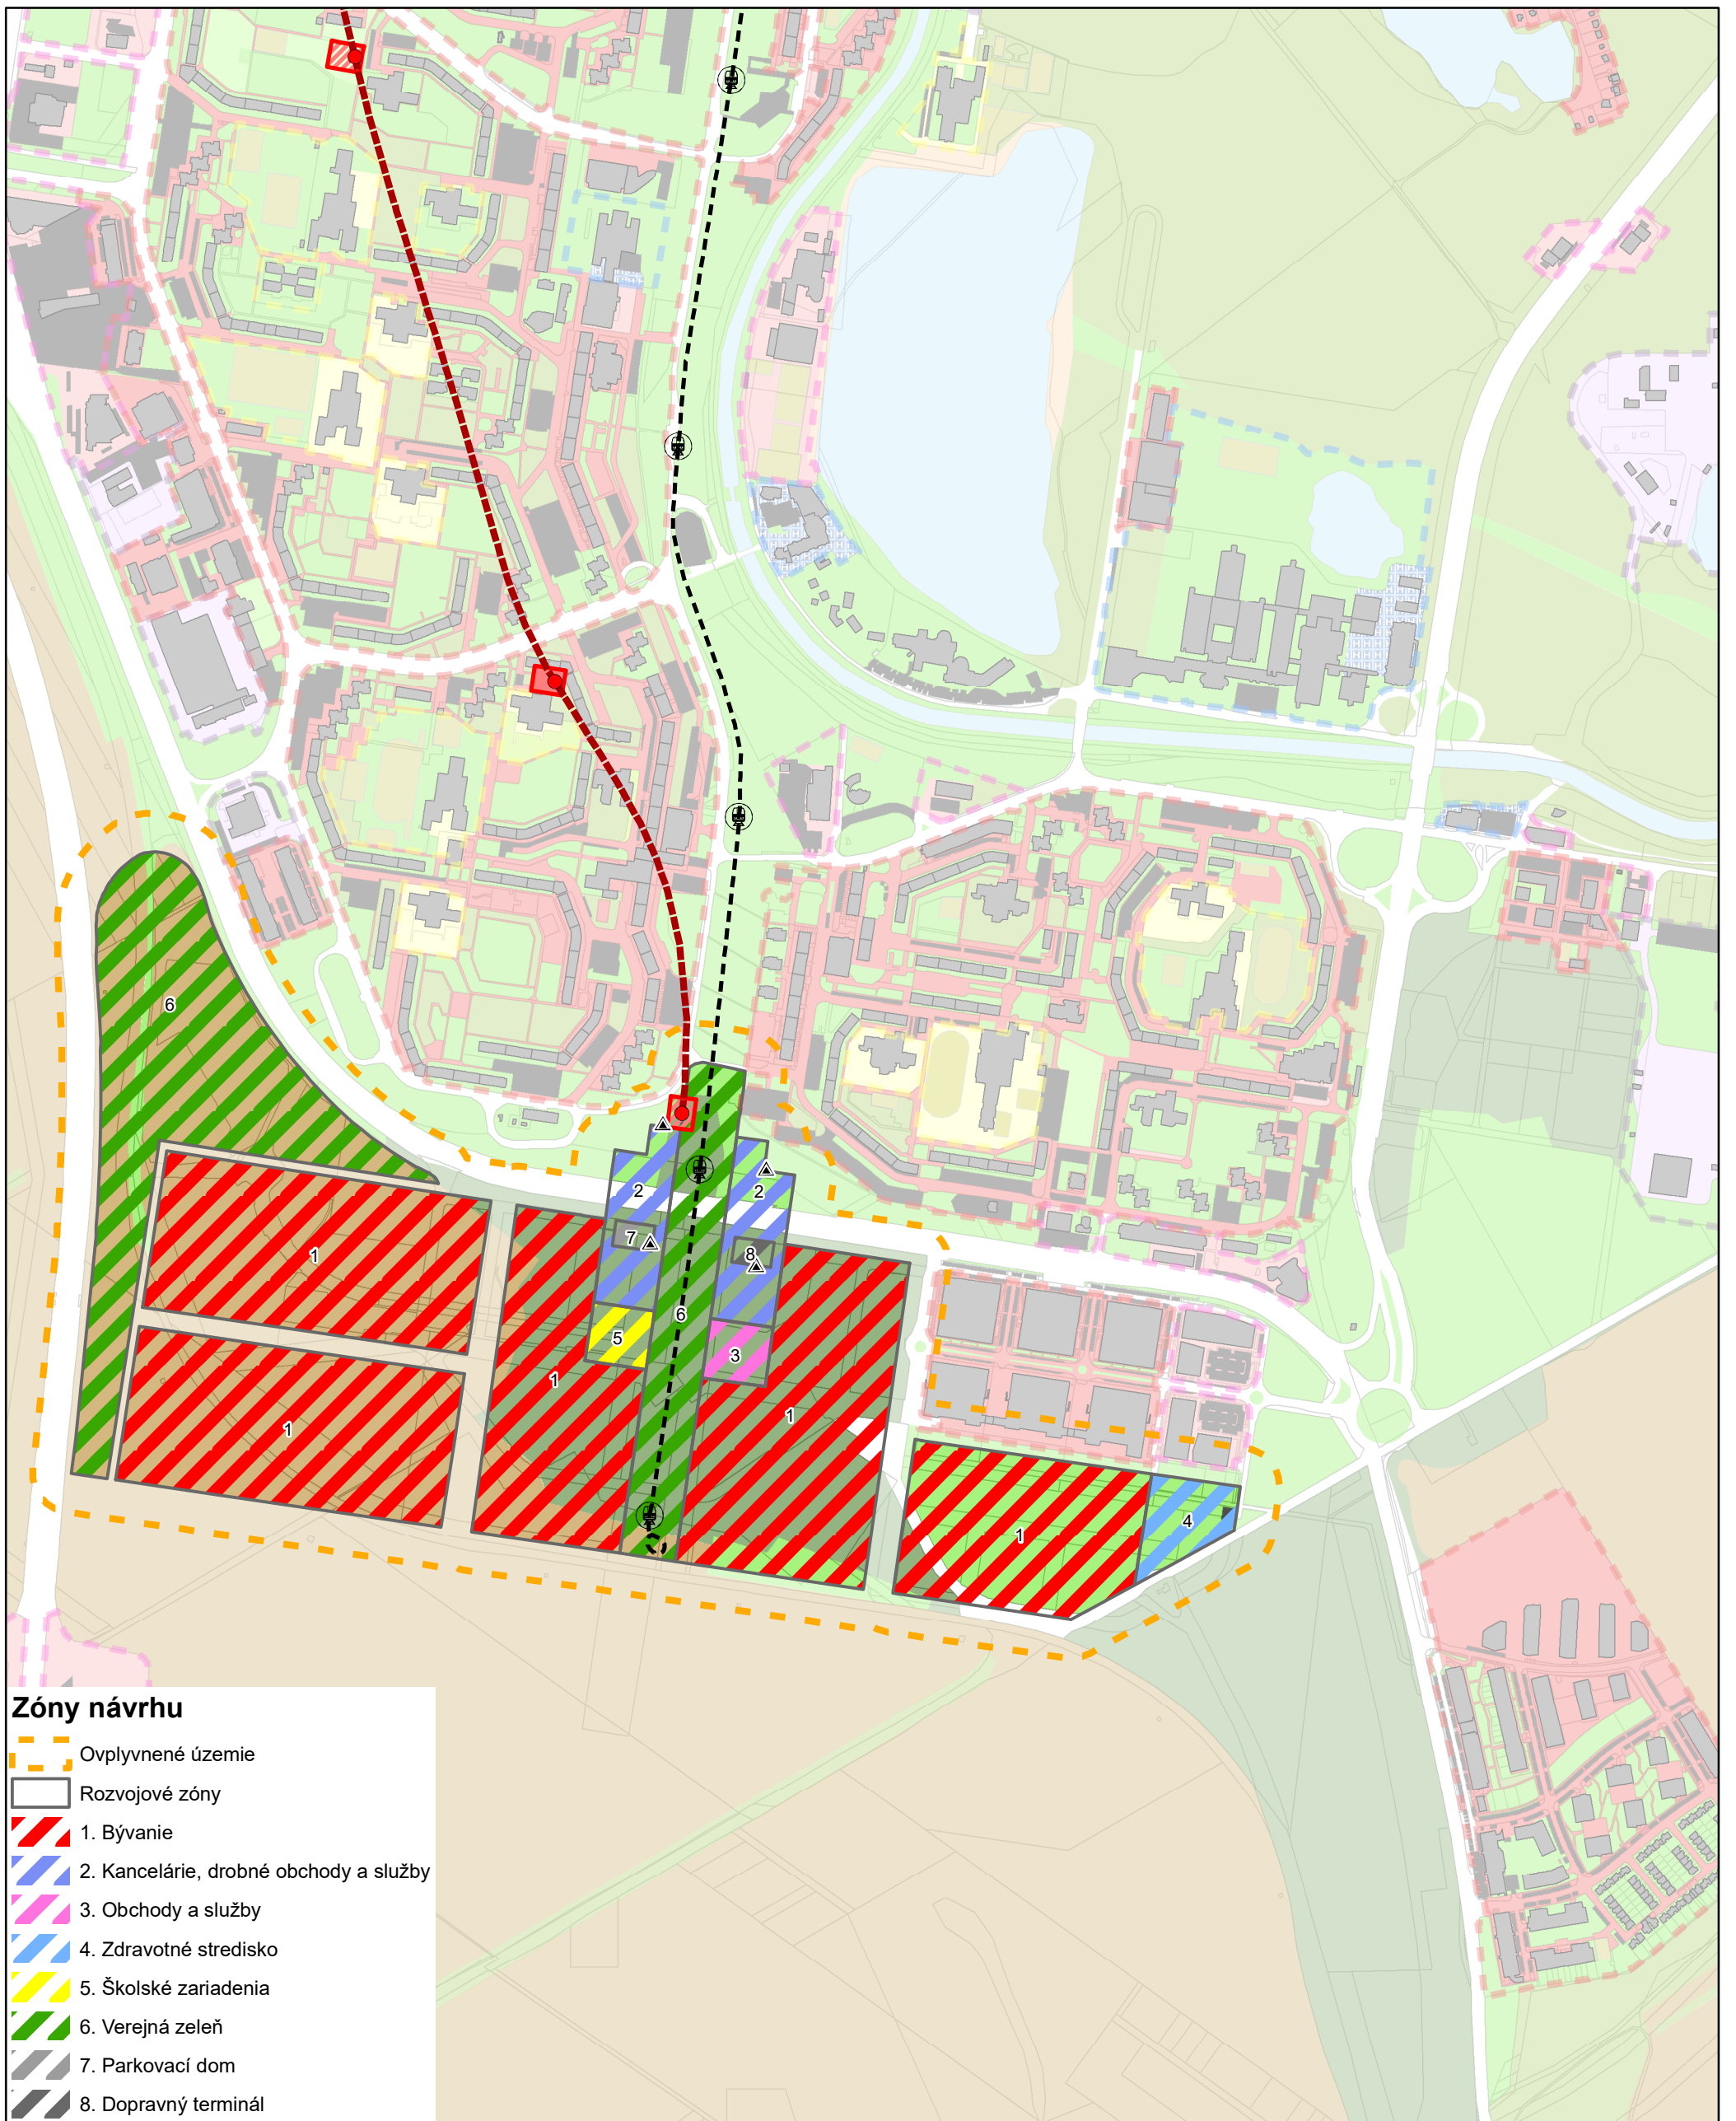 6
2
2
7
8
1
6
5
3
1
1
1
1
4
Zóny návrhu
Ovplyvnené územie
Rozvojové zóny
1. Bývanie
2. Kancelárie, drobné obchody a služby
3. Obchody a služby
4. Zdravotné stredisko
5. Školské zariadenia
6. Verejná zeleň
7. Parkovací dom
8. Dopravný terminál